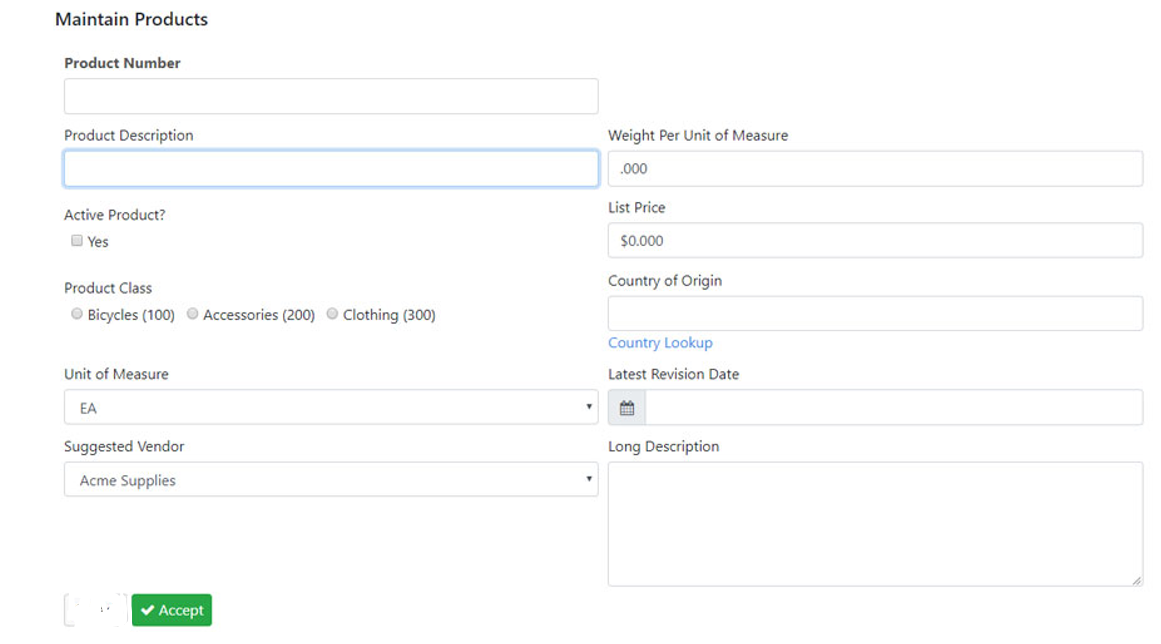 Maintain Products
Product Number
Product Description
Weight Per Unit of Measure
.000
Active Product?
Yes
List Price
$0.000
Product Class
Bicycles (100) Accessories (200) Clothing (300)
Country of Origin
Country Lookup
Unit of Measure
EA
Latest Revision Date
Suggested Vendor
Acme Supplies
Long Description
Accept